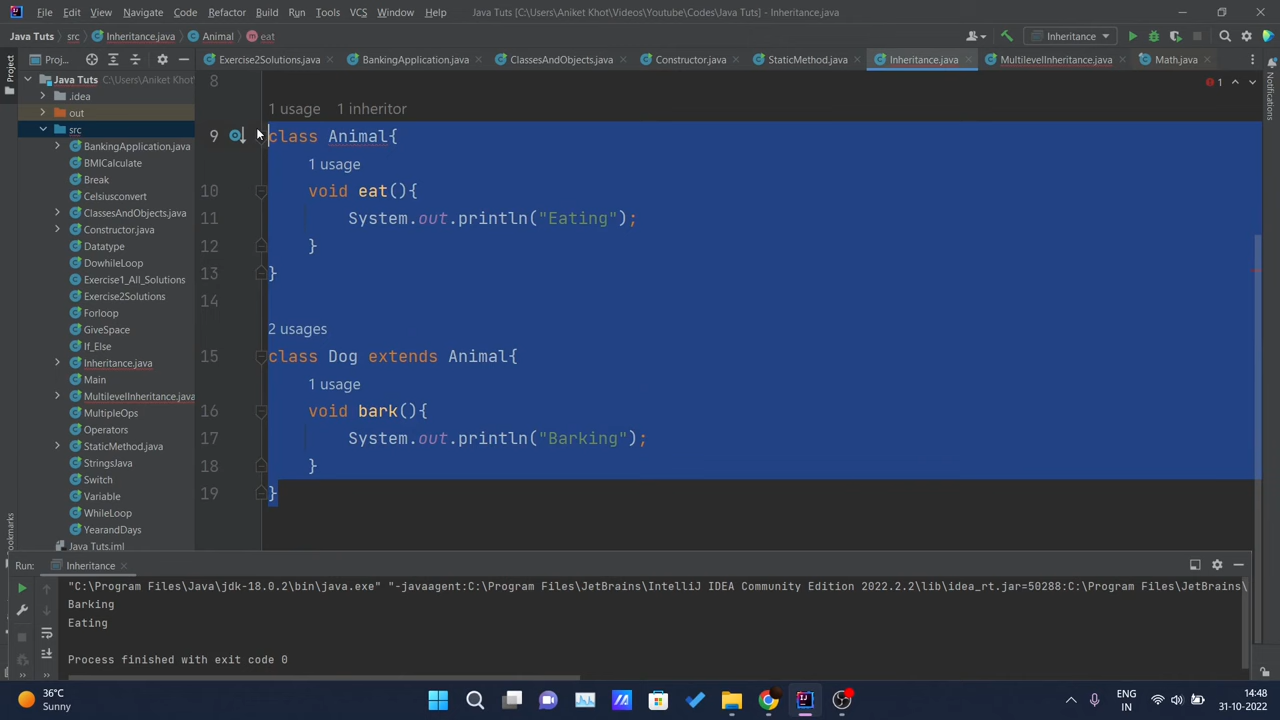 File Edit View Navigate Code Refactor Build Run Tools VCS Window Help Java Tuts [C:\Aniket Khot\Videos\Youtube\Codes\Java Tuts] - Inheritance.java
Java Tuts src Inheritance.java Animal eat Inheritance
Proj... Exercise2Solutions.java BankingApplication.java ClassesAndObjects.java Constructor.java StaticMethod.java Inheritance.java MultilevelInheritance.java Math.java
Project
Notifications
Bookmarks
Java Tuts C:\Users\Aniket Khot\
.idea
out
src
BankingApplication.java
BMICalculate
Break
Celsiusconvert
ClassesAndObjects.java
Constructor.java
Datatype
DowhileLoop
Exercise1_All_Solutions
Exercise2Solutions
Forloop
GiveSpace
If_Else
Inheritance.java
Main
MultilevelInheritance.java
MultipleOps
Operators
StaticMethod.java
StringsJava
Switch
Variable
WhileLoop
YearandDays
Java Tuts.iml
1
8
1 usage 1 inheritor
9 class Animal{
1 usage
10 void eat(){
11 System.out.println("Eating");
12 }
13 }
14
2 usages
15 class Dog extends Animal{
1 usage
16 void bark(){
17 System.out.println("Barking");
18 }
19 }
Run: Inheritance
"C:\Program Files\Java\jdk-18.0.2\bin\java.exe" "-javaagent:C:\Program Files\JetBrains\IntelliJ IDEA Community Edition 2022.2.2\lib\idea_rt.jar=50288:C:\Program Files\JetBrains\
Barking
Eating
Process finished with exit code 0
36°C
Sunny
ENG
IN
14:48
31-10-2022